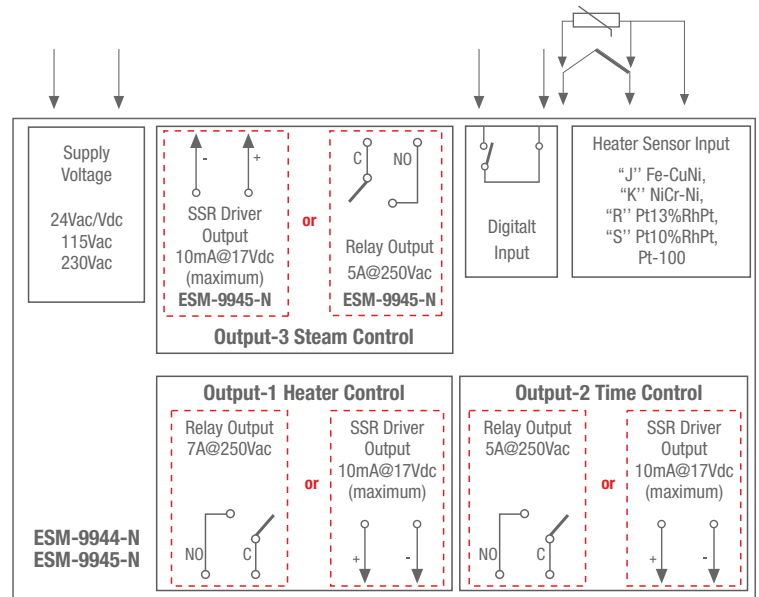 Supply
Voltage
24Vac/Vdc
115Vac
230Vac
- +
SSR Driver
Output
10mA@17Vdc
(maximum)
ESM-9945-N
or
C NO
Relay Output
5A@250Vac
ESM-9945-N
Output-3 Steam Control
Digitalt
Input
Heater Sensor Input
“J’’ Fe-CuNi,
“K’’ NiCr-Ni,
“R’’ Pt13%RhPt,
“S’’ Pt10%RhPt,
Pt-100
Output-1 Heater Control
Relay Output
7A@250Vac
NO C
or
SSR Driver
Output
10mA@17Vdc
(maximum)
+ -
Output-2 Time Control
Relay Output
5A@250Vac
NO C
or
SSR Driver
Output
10mA@17Vdc
(maximum)
+ -
ESM-9944-N
ESM-9945-N